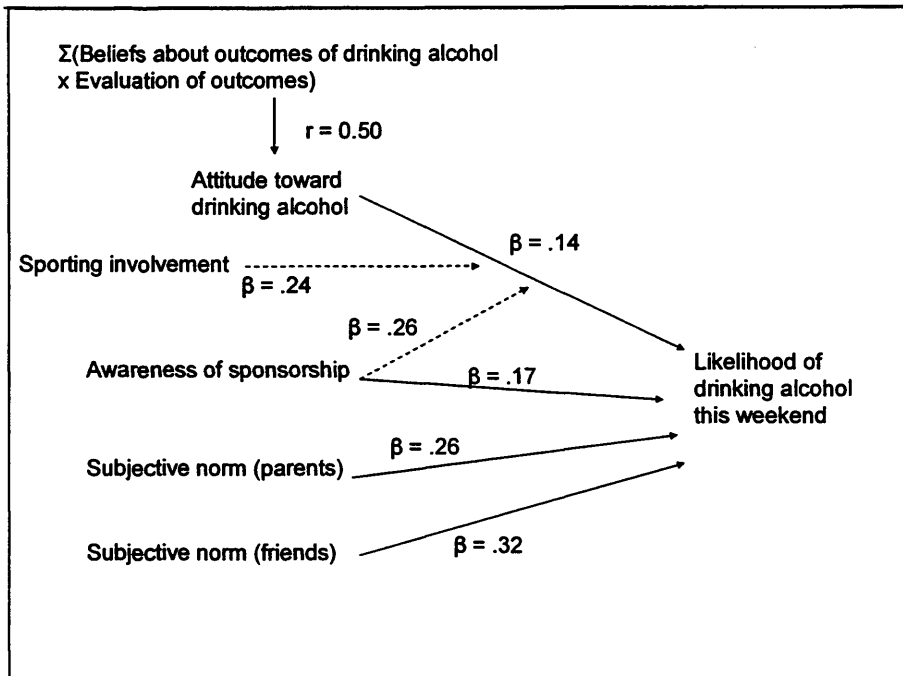 Σ(Beliefs about outcomes of drinking alcohol
x Evaluation of outcomes)
r = 0.50
Attitude toward
drinking alcohol
β = .14
Sporting involvement
β = .24
β = .26
Awareness of sponsorship
β = .17
Likelihood of
drinking alcohol
this weekend
β = .26
Subjective norm (parents)
Subjective norm (friends)
β = .32